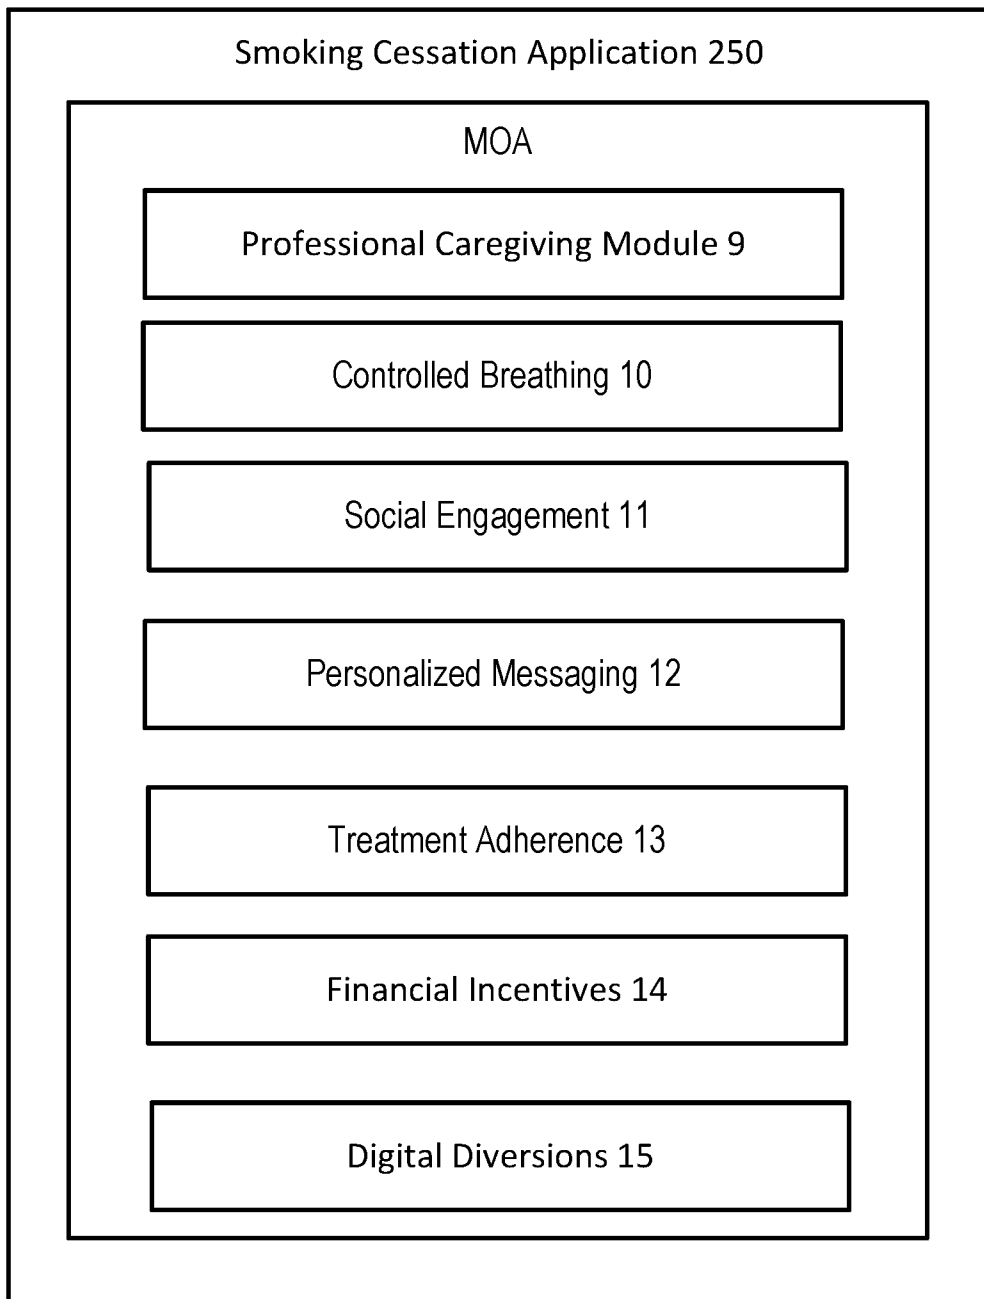 Smoking Cessation Application 250
MOA
Professional Caregiving Module 9
Controlled Breathing 10
Social Engagement 11
Personalized Messaging 12
Treatment Adherence 13
Financial Incentives 14
Digital Diversions 15